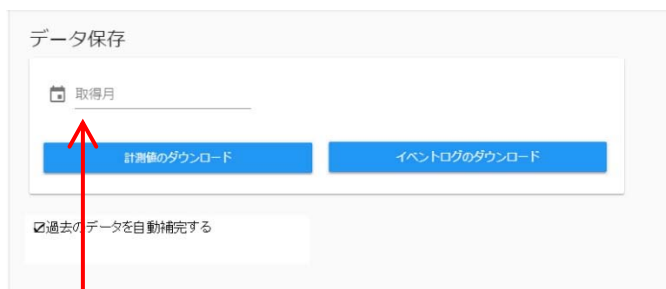 データ保存
取得月
計測値のダウンロード
イベントログのダウンロード
☑過去のデータを自動補完する